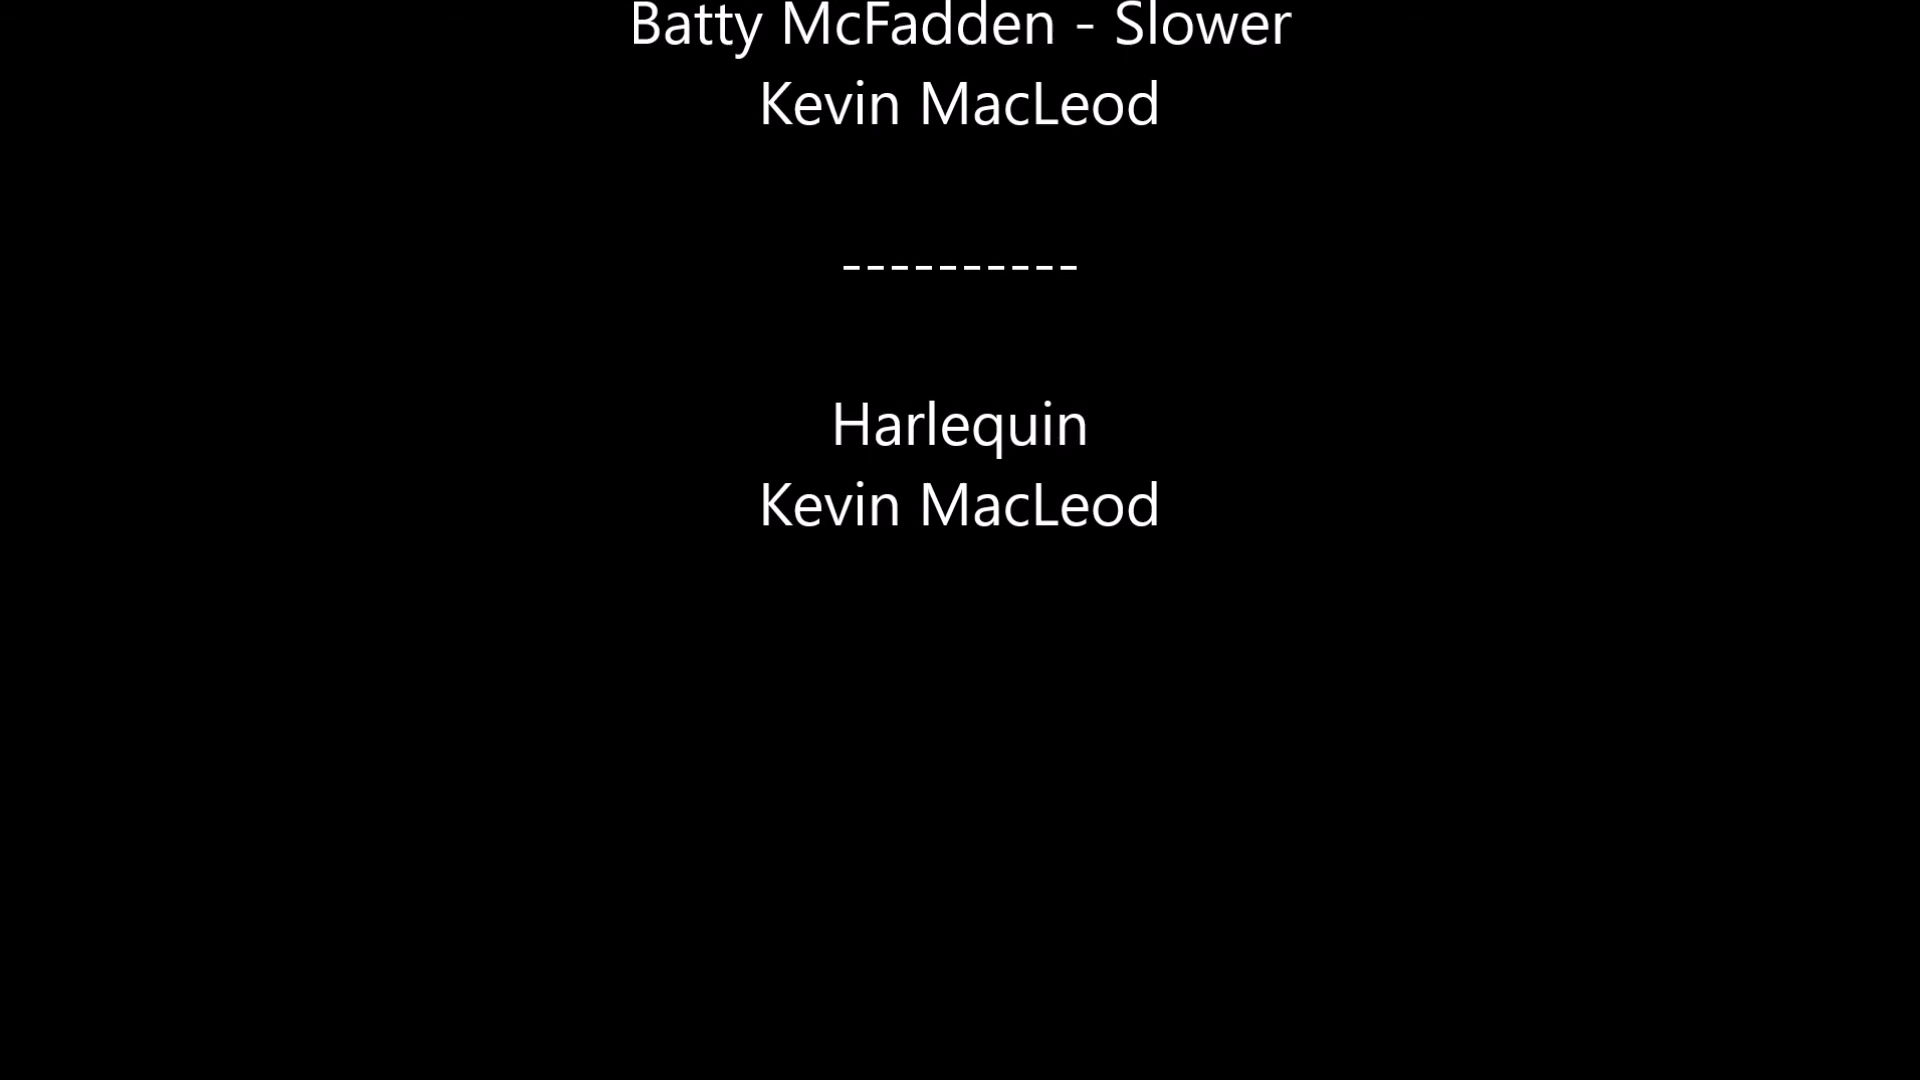 Batty McFadden - Slower
Kevin MacLeod
----------
Harlequin
Kevin MacLeod